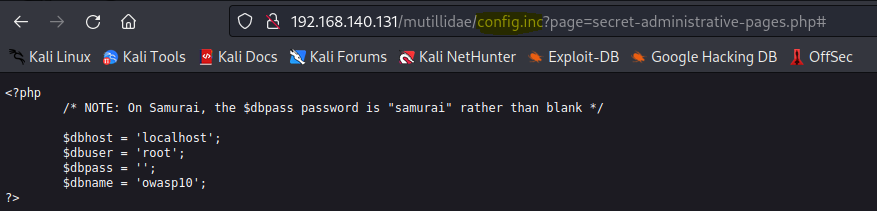 192.168.140.131/mutillidae/config.inc?page=secret-administrative-pages.php#
Kali Linux Kali Tools Kali Docs Kali Forums Kali NetHunter Exploit-DB Google Hacking DB OffSec
<?php
/* NOTE: On Samurai, the $dbpass password is "samurai" rather than blank */
$dbhost = 'localhost';
$dbuser = 'root';
$dbpass = '';
$dbname = 'owasp10';
?>